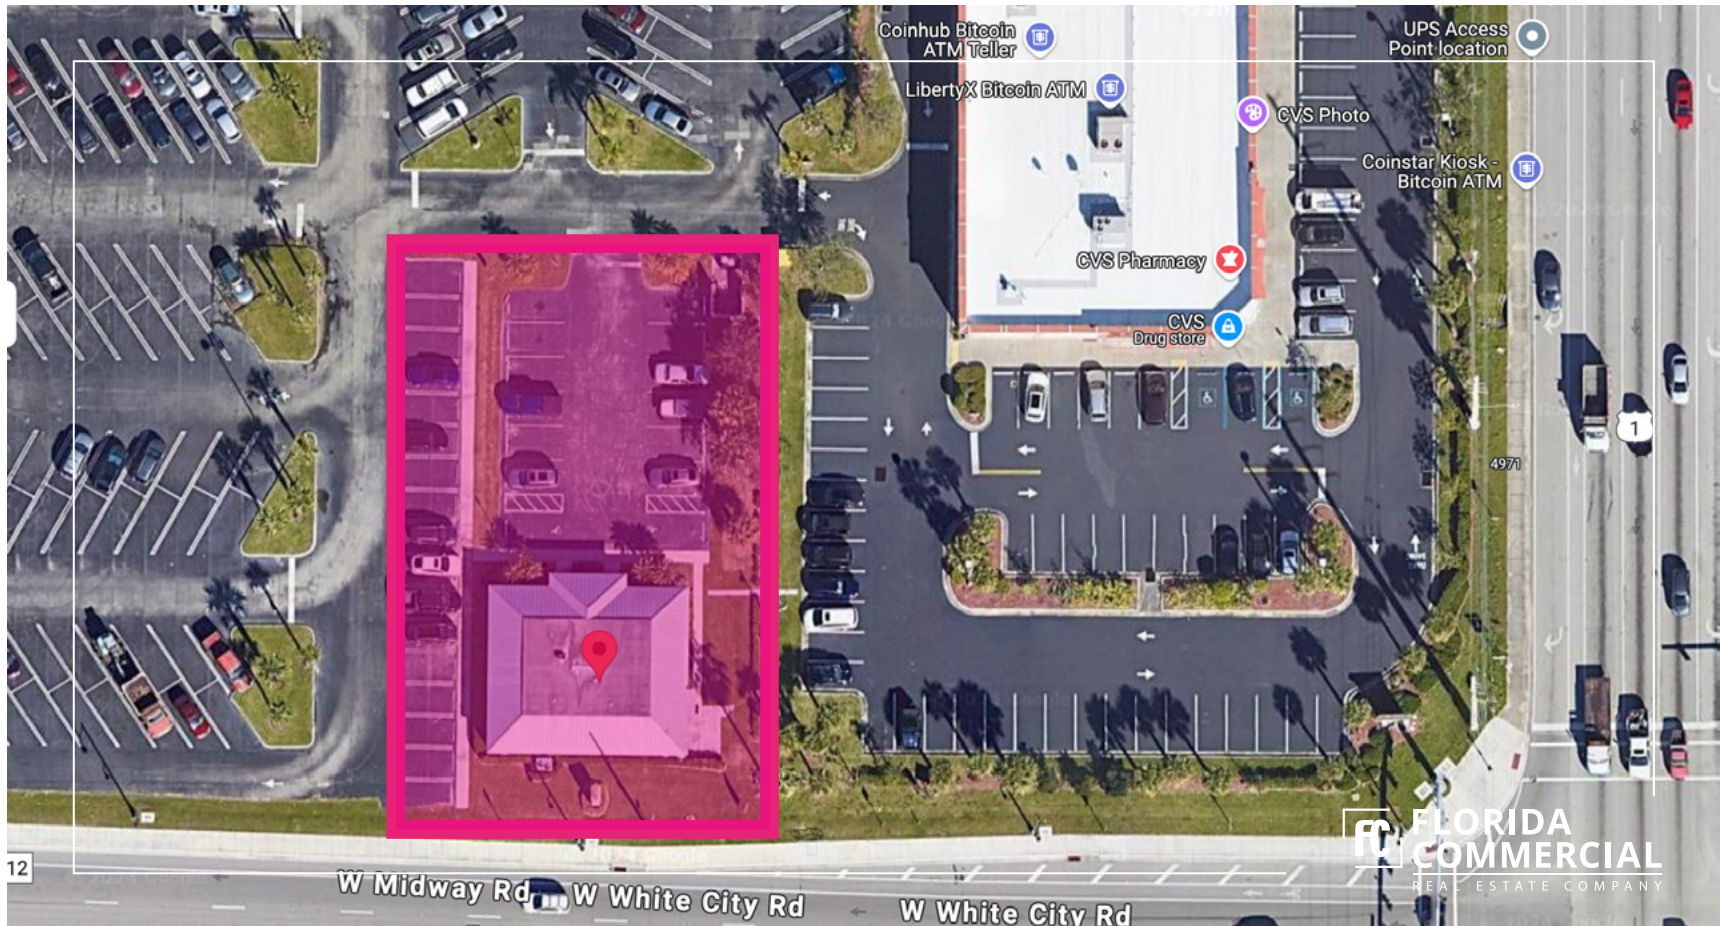 Coinhub Bitcoin
ATM Teller
UPS Access
Point location
LibertyX Bitcoin ATM
CVS Photo
Coinstar Kiosk -
Bitcoin ATM
CVS Pharmacy
CVS
Drug store
1
4971
12
W Midway Rd
W White City Rd
W White City Rd
FC
FLORIDA
COMMERCIAL
REAL ESTATE COMPANY